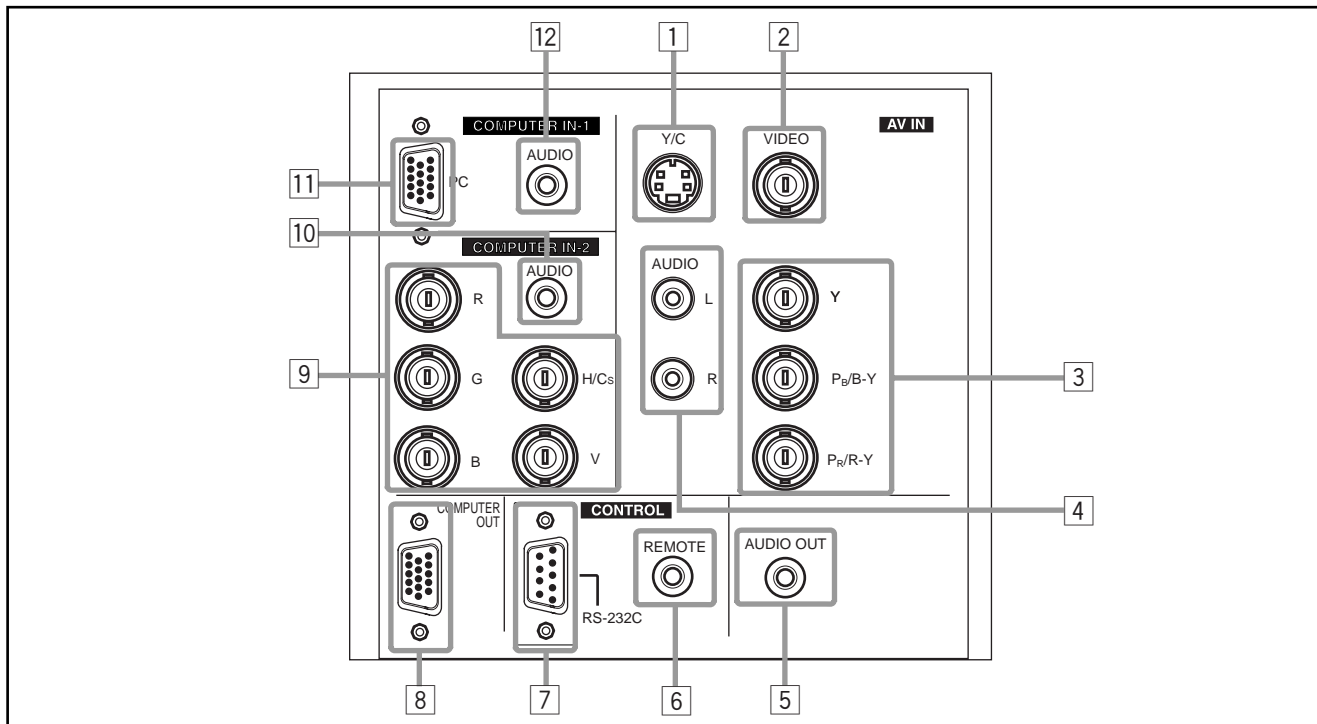 12 1 2
COMPUTER IN-1
AV IN
AUDIO
Y/C
VIDEO
11
PC
10
COMPUTER IN-2
AUDIO
AUDIO
R
L
Y
9
G
H/Cs
R
PB/B-Y
3
B
V
PR/R-Y
4
COMPUTER
OUT
CONTROL
REMOTE
AUDIO OUT
RS-232C
8 7 6 5